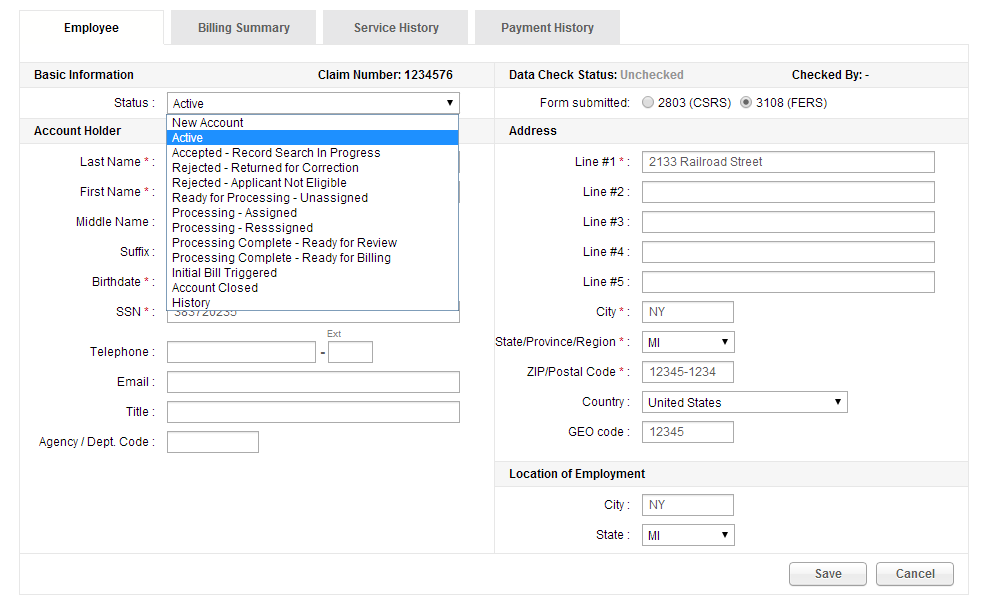 Employee Billing Summary Service History Payment History
Basic Information Claim Number: 1234576
Status : Active
New Account
Active
Accepted - Record Search In Progress
Rejected - Returned for Correction
Rejected - Applicant Not Eligible
Ready for Processing - Unassigned
Processing - Assigned
Processing - Resssigned
Processing Complete - Ready for Review
Processing Complete - Ready for Billing
Initial Bill Triggered
Account Closed
History
Account Holder
Last Name * :
First Name * :
Middle Name :
Suffix :
Birthdate * :
SSN * : 383720235
Ext
Telephone : -
Email :
Title :
Agency / Dept. Code :
Data Check Status: Unchecked Checked By: -
Form submitted: 2803 (CSRS) 3108 (FERS)
Address
Line #1 * : 2133 Railroad Street
Line #2 :
Line #3 :
Line #4 :
Line #5 :
City * : NY
State/Province/Region * : MI
ZIP/Postal Code * : 12345-1234
Country : United States
GEO code : 12345
Location of Employment
City : NY
State : MI
Save Cancel